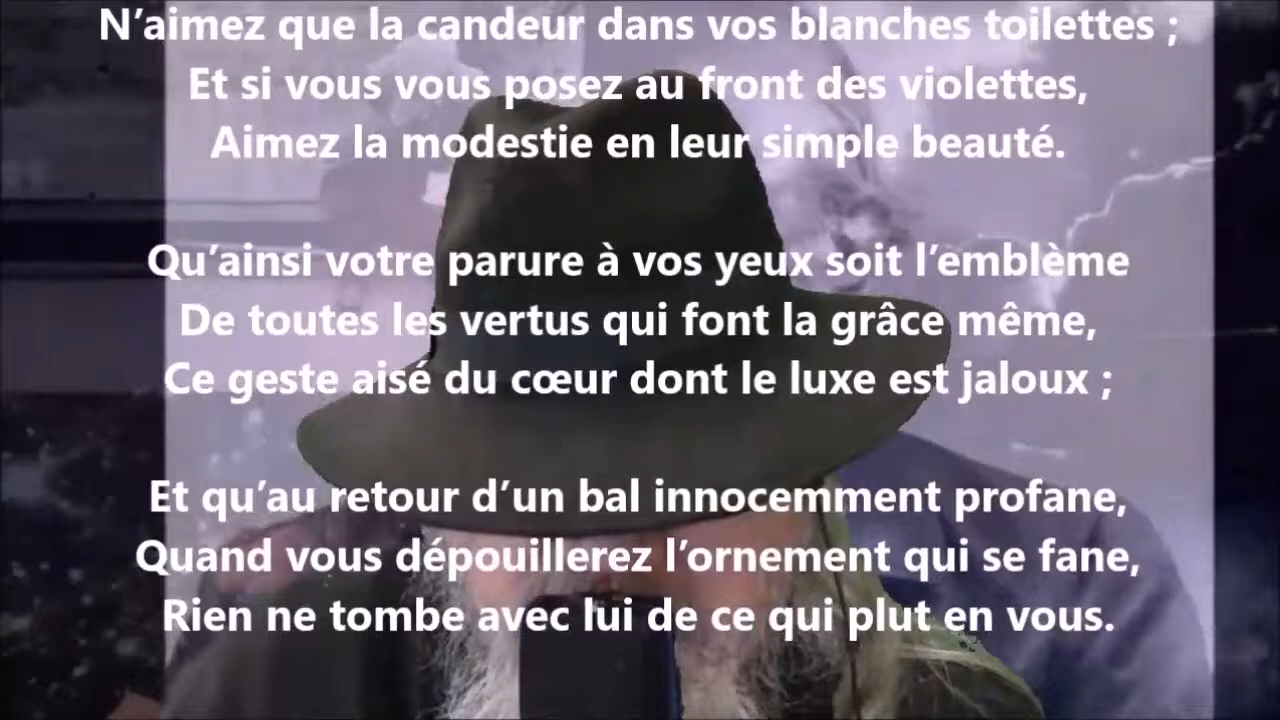 N’aimez que la candeur dans vos blanches toilettes ;
Et si vous vous posez au front des violettes,
Aimez la modestie en leur simple beauté.
Qu’ainsi votre parure à vos yeux soit l’emblème
De toutes les vertus qui font la grâce même,
Ce geste aisé du cœur dont le luxe est jaloux ;
Et qu’au retour d’un bal innocemment profane,
Quand vous dépouillerez l’ornement qui se fane,
Rien ne tombe avec lui de ce qui plut en vous.